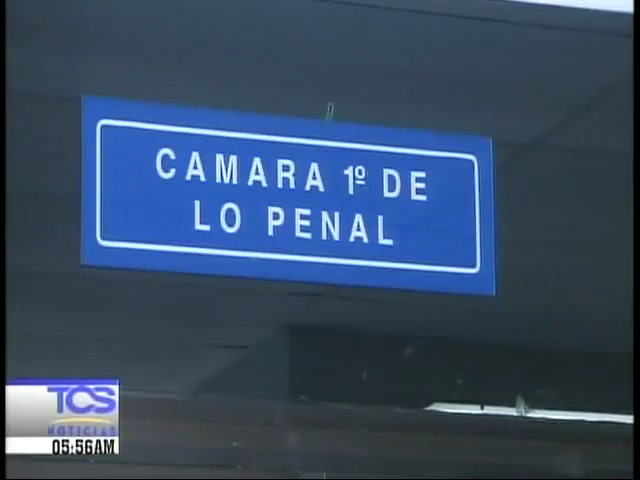 CAMARA 1º DE
LO PENAL
TCS
NOTICIAS
05:56AM